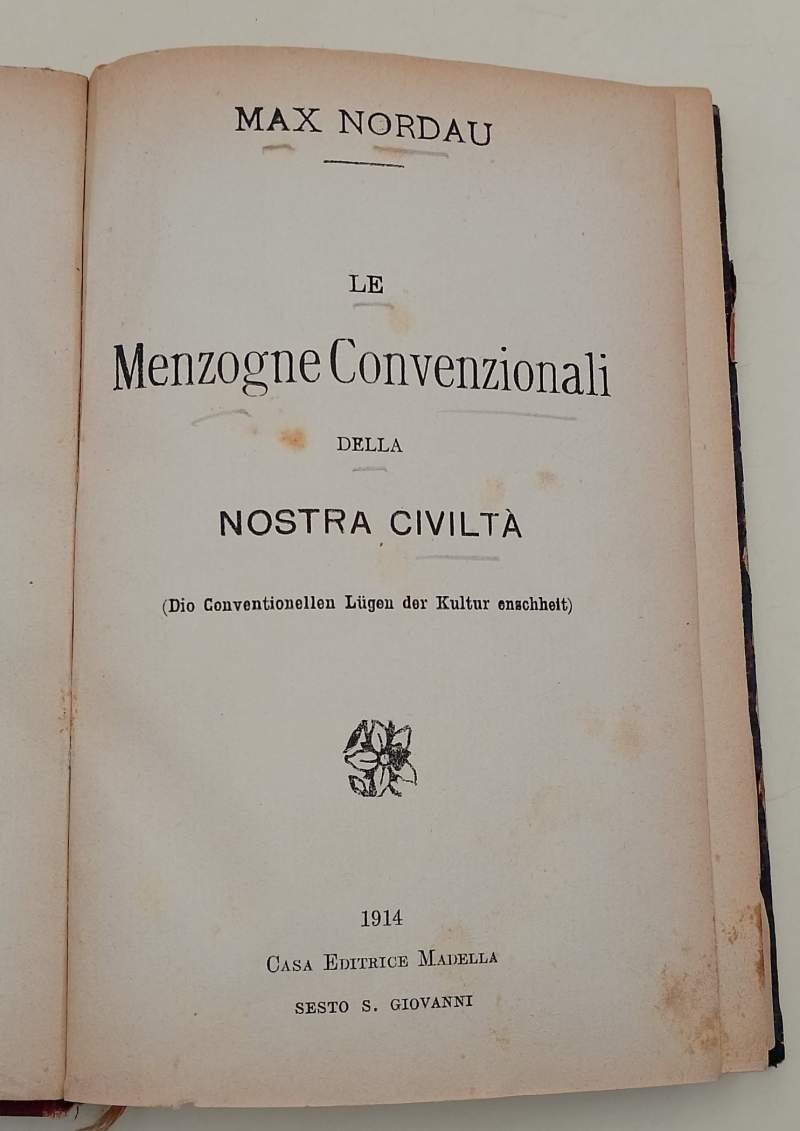 MAX NORDAU
LE
Menzogne Convenzionali
DELLA
NOSTRA CIVILTÀ
(Dio Conventionellen Lügen der Kultur enschheit)
1914
CASA EDITRICE MADELLA
SESTO S. GIOVANNI